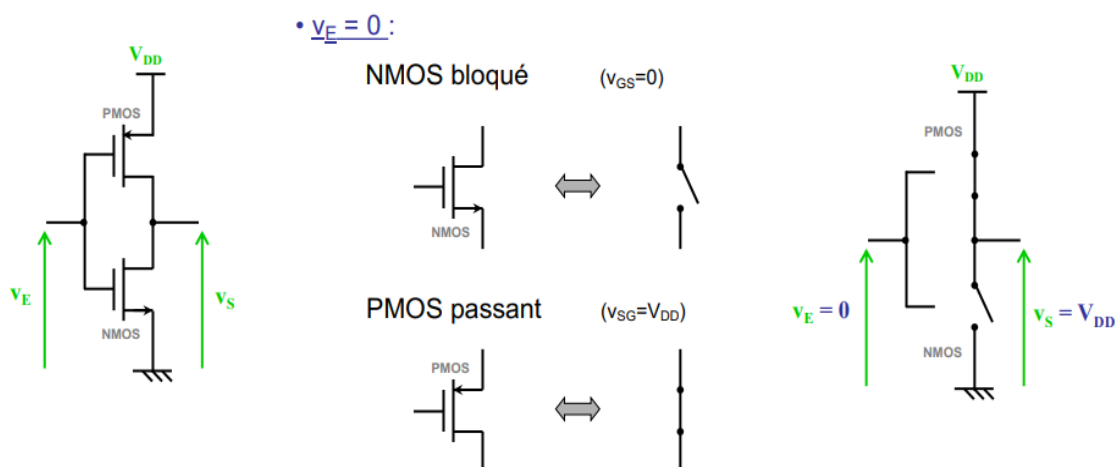 • vE = 0 :
VDD
PMOS
vE
vS
NMOS
NMOS bloqué (vGS=0)
NMOS
PMOS passant (vSG=VDD)
PMOS
VDD
PMOS
vE = 0
vS = VDD
NMOS